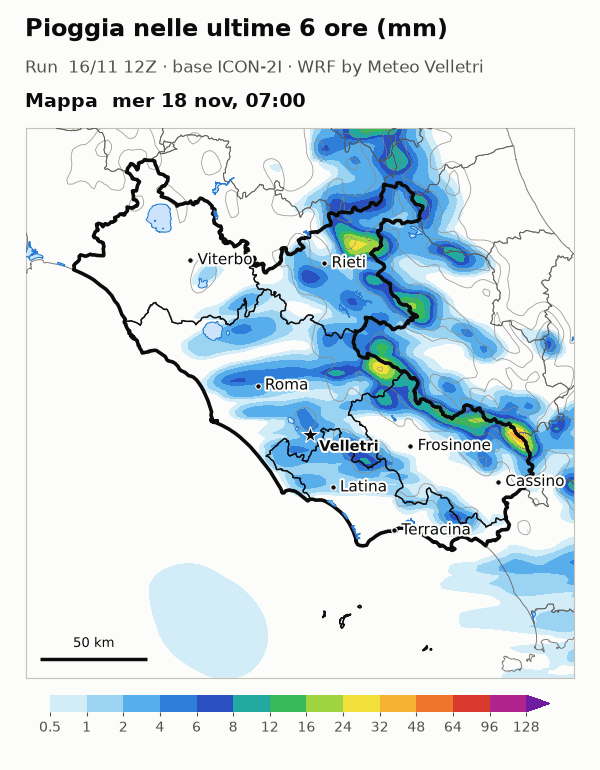 Pioggia nelle ultime 6 ore (mm)
Run 16/11 12Z · base ICON-2I · WRF by Meteo Velletri
Mappa mer 18 nov, 07:00
Viterbo
Rieti
Roma
Velletri
Frosinone
Cassino
Latina
Terracina
50 km
0.5 1 2 4 6 8 12 16 24 32 48 64 96 128